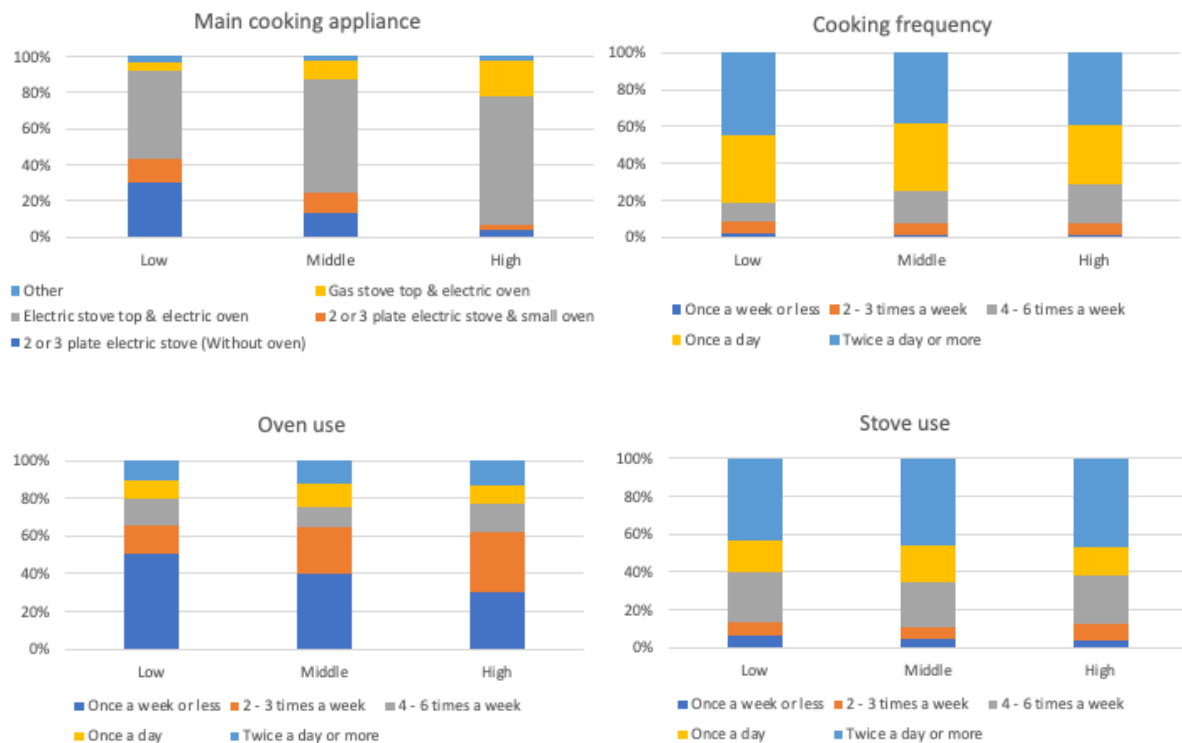 Main cooking appliance
100%
80%
60%
40%
20%
0%
Low Middle High
Other Gas stove top & electric oven
Electric stove top & electric oven 2 or 3 plate electric stove & small oven
2 or 3 plate electric stove (Without oven)
Cooking frequency
100%
80%
60%
40%
20%
0%
Low Middle High
Once a week or less 2 - 3 times a week 4 - 6 times a week
Once a day Twice a day or more
Oven use
100%
80%
60%
40%
20%
0%
Low Middle High
Once a week or less 2 - 3 times a week 4 - 6 times a week
Once a day Twice a day or more
Stove use
100%
80%
60%
40%
20%
0%
Low Middle High
Once a week or less 2 - 3 times a week 4 - 6 times a week
Once a day Twice a day or more